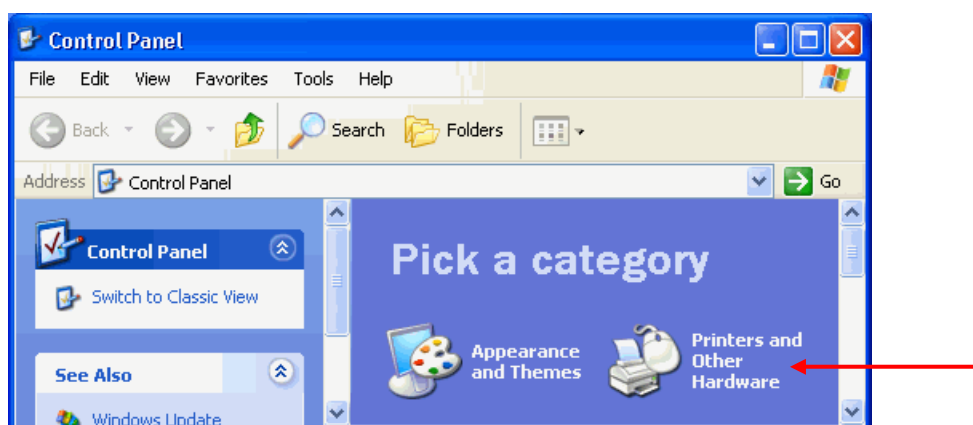 Control Panel
File Edit View Favorites Tools Help
Back Search Folders
Address Control Panel Go
Control Panel
Switch to Classic View
See Also
Windows Update
Pick a category
Appearance
and Themes
Printers and
Other
Hardware